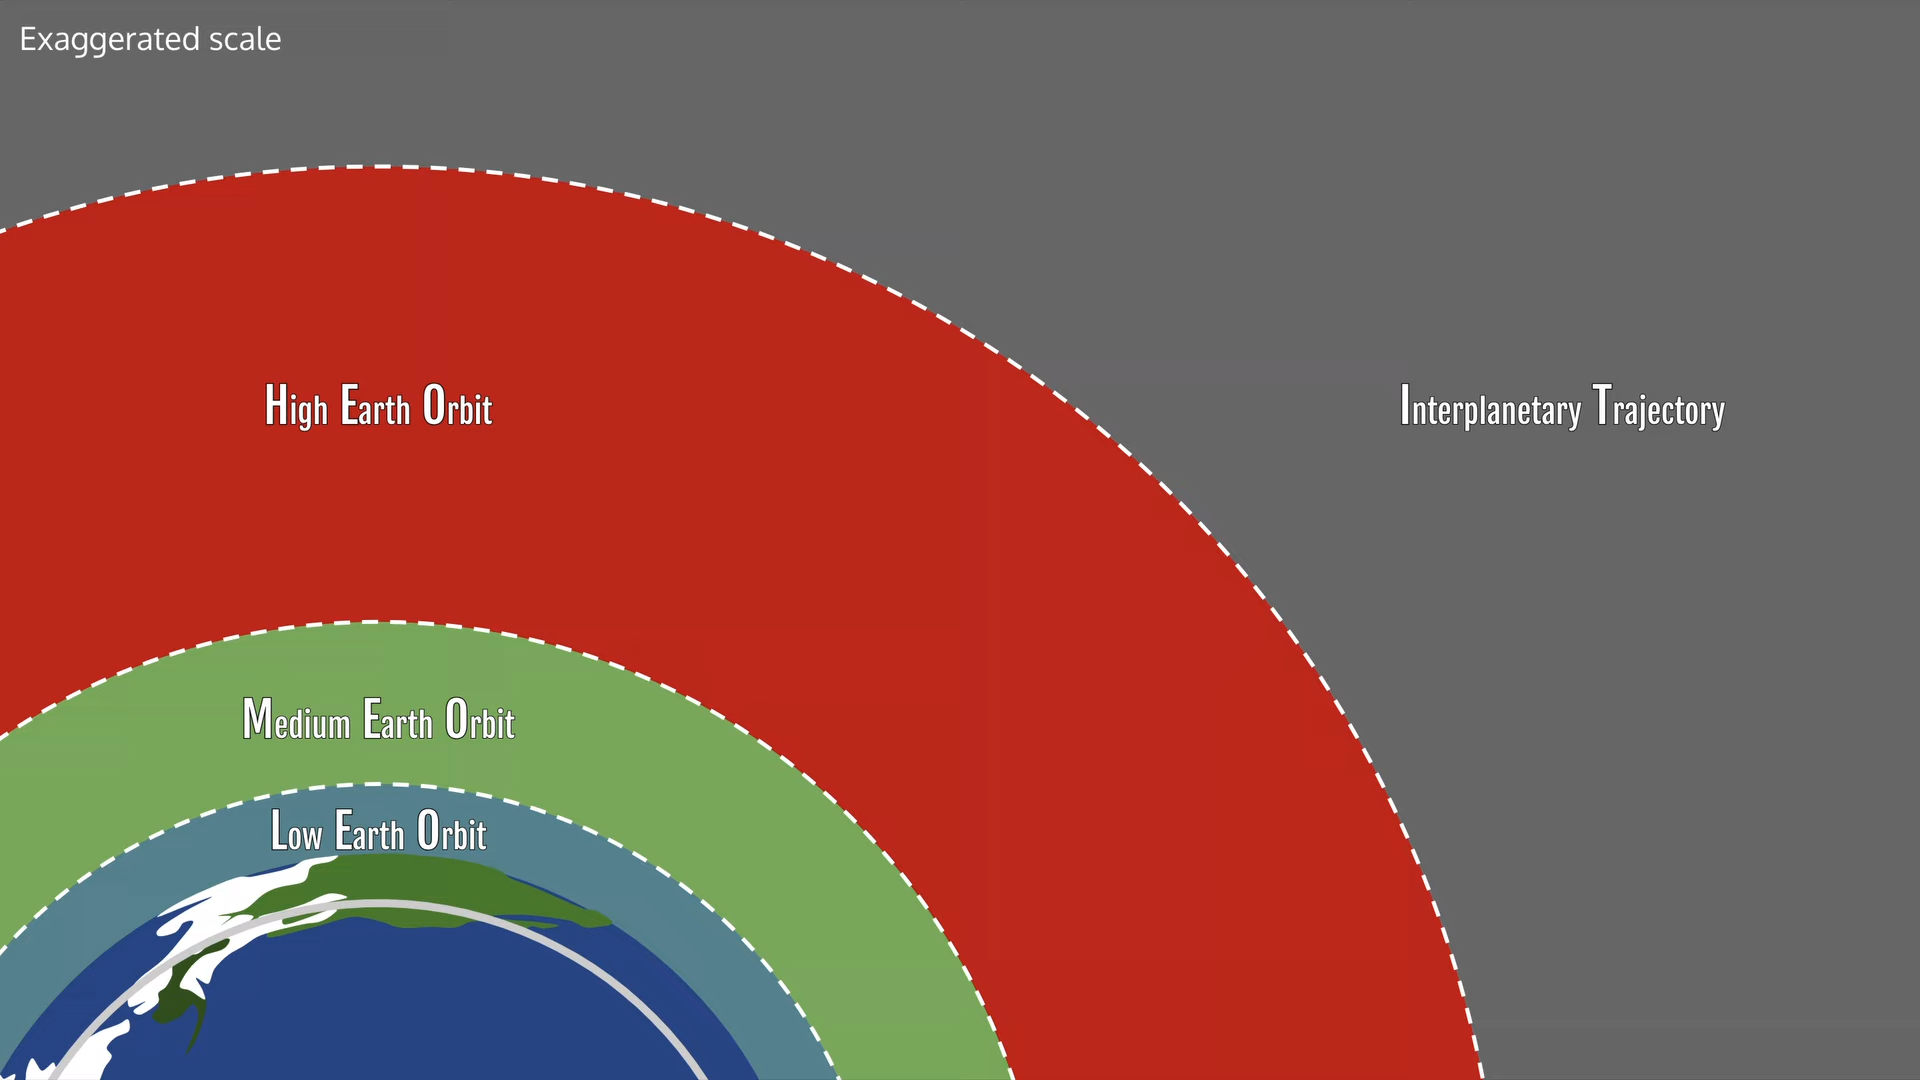 Exaggerated scale
High Earth Orbit
Interplanetary Trajectory
Medium Earth Orbit
Low Earth Orbit